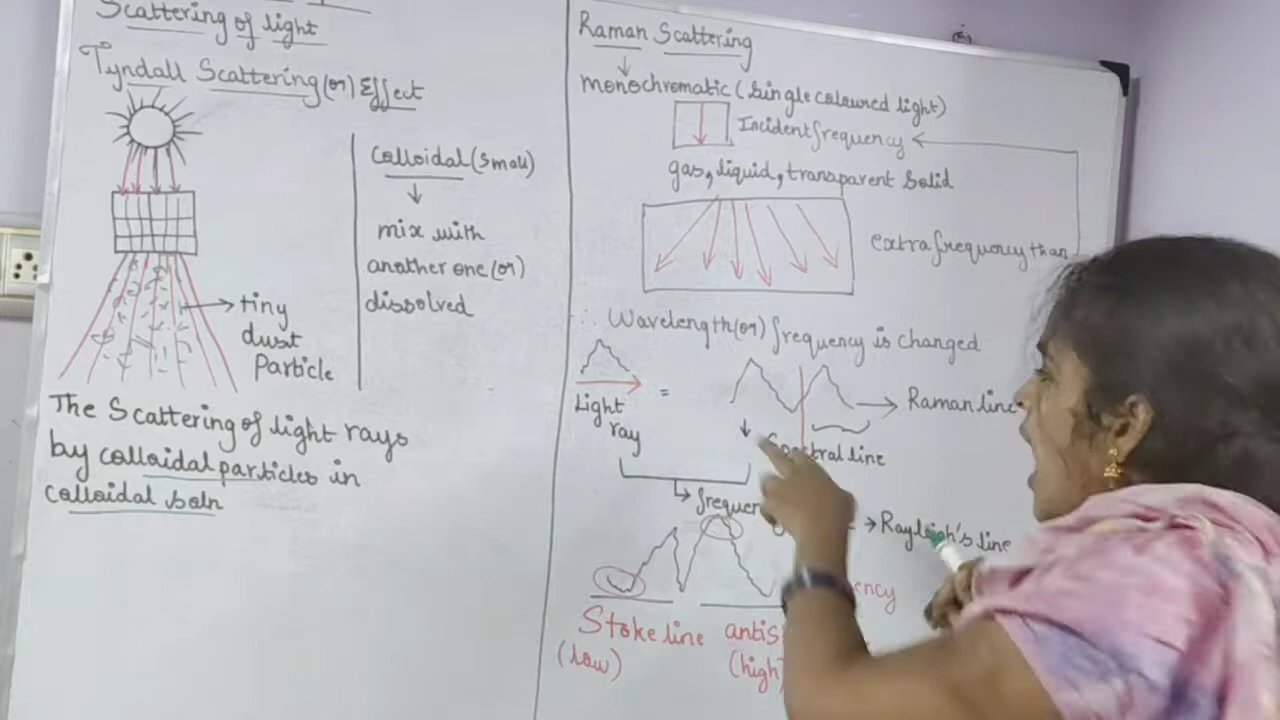 Scattering of light
Tyndall Scattering (or) Effect
colloidal (small)
mix with
another one (or)
dissolved
tiny
dust
Particle
The Scattering of light rays
by colloidal particles in
colloidal soln
Raman Scattering
monochromatic (single coloured light)
Incident frequency
gas, liquid, transparent solid
extra frequency than
∴ Wavelength (or) frequency is changed
Light
ray
=
Raman line
line
Rayleigh's line
Stoke line
(low)
(high)